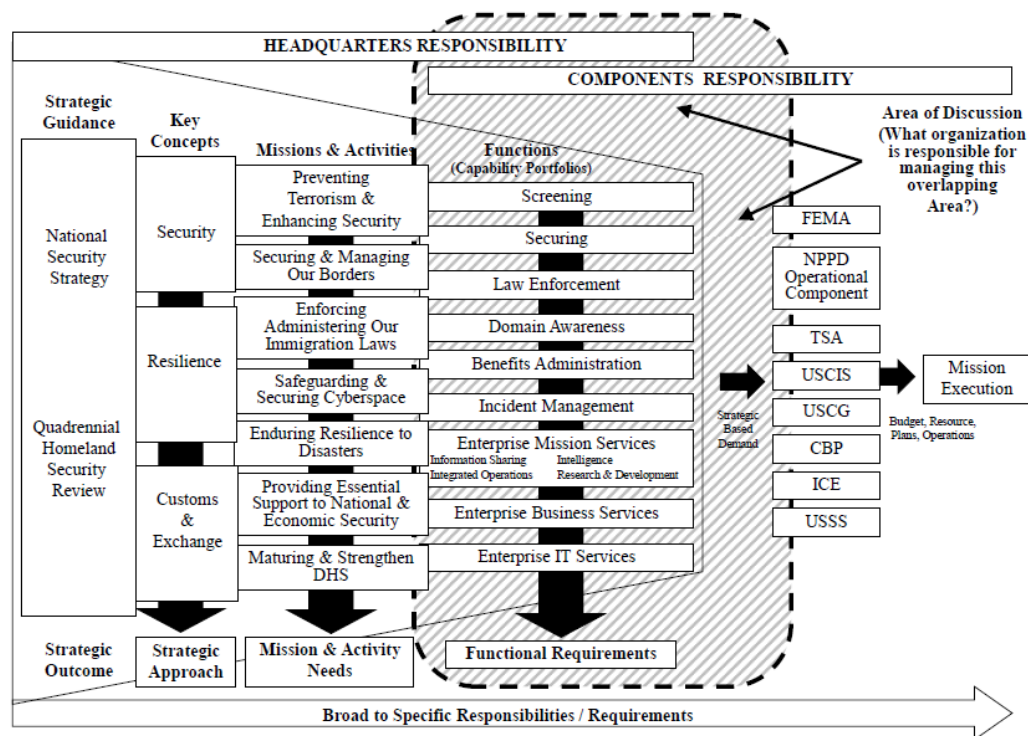 HEADQUARTERS RESPONSIBILITY
COMPONENTS RESPONSIBILITY
Strategic
Guidance
Key
Concepts
Missions & Activities
Functions
(Capability Portfolios)
Area of Discussion
(What organization
is responsible for
managing this
overlapping
Area?)
National
Security
Strategy
Quadrennial
Homeland
Security
Review
Security
Resilience
Customs
&
Exchange
Preventing
Terrorism &
Enhancing Security
Securing & Managing
Our Borders
Enforcing
Administering Our
Immigration Laws
Safeguarding &
Securing Cyberspace
Enduring Resilience to
Disasters
Providing Essential
Support to National &
Economic Security
Maturing & Strengthen
DHS
Screening
Securing
Law Enforcement
Domain Awareness
Benefits Administration
Incident Management
Enterprise Mission Services
Information Sharing Intelligence
Integrated Operations Research & Development
Enterprise Business Services
Enterprise IT Services
Strategic
Based
Demand
FEMA
NPPD
Operational
Component
TSA
USCIS
USCG
CBP
ICE
USSS
Mission
Execution
Budget, Resource,
Plans, Operations
Strategic
Outcome
Strategic
Approach
Mission & Activity
Needs
Functional Requirements
Broad to Specific Responsibilities / Requirements